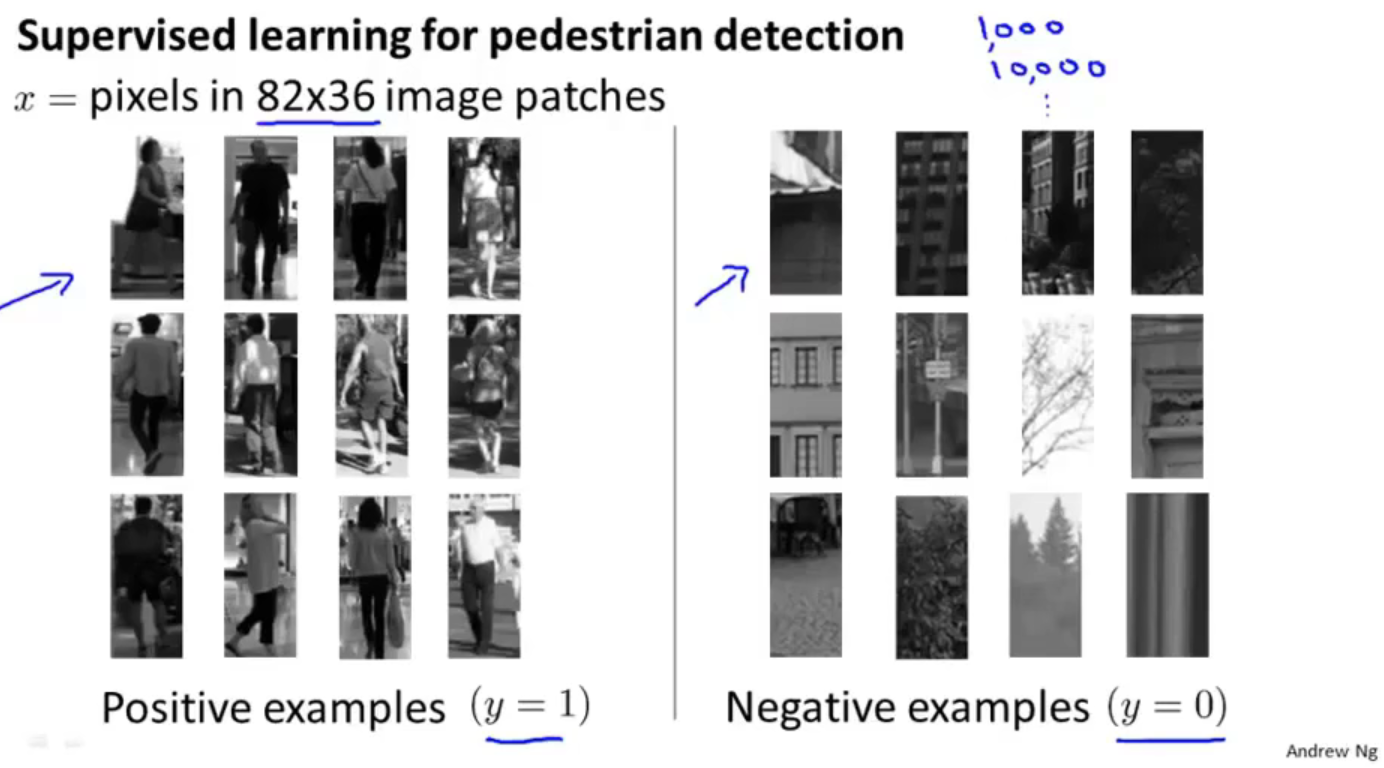 Supervised learning for pedestrian detection
1,000
10,000
⋮
x = pixels in 82x36 image patches
Positive examples (y = 1)
Negative examples (y = 0)
Andrew Ng